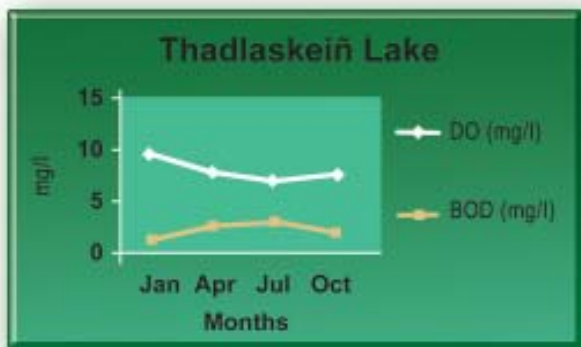 Thadlaskeiñ Lake
15
10
5
0
mg/l
Jan Apr Jul Oct
Months
DO (mg/l)
BOD (mg/l)